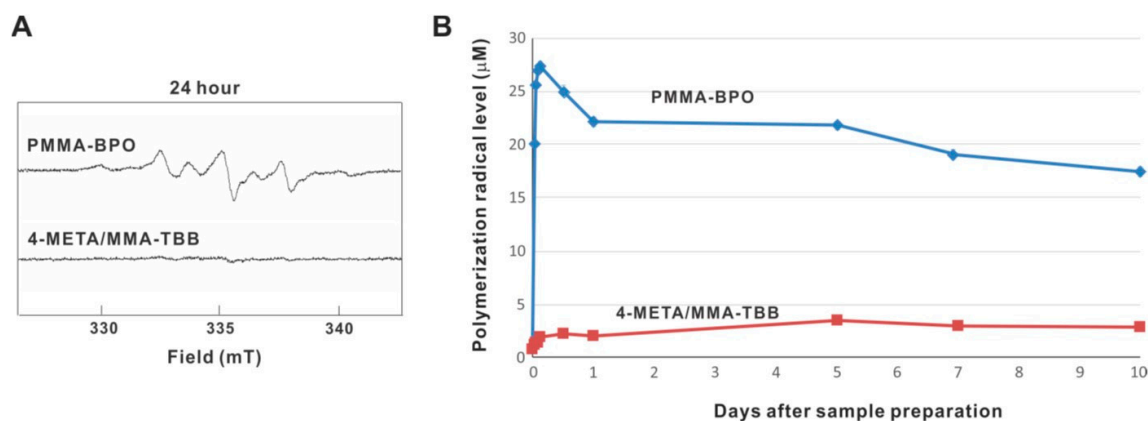 A
24 hour
PMMA-BPO
4-META/MMA-TBB
330 335 340
Field (mT)
B
Polymerization radical level (μM)
30
25
20
15
10
5
0
PMMA-BPO
4-META/MMA-TBB
0 1 2 3 4 5 6 7 8 9 10
Days after sample preparation